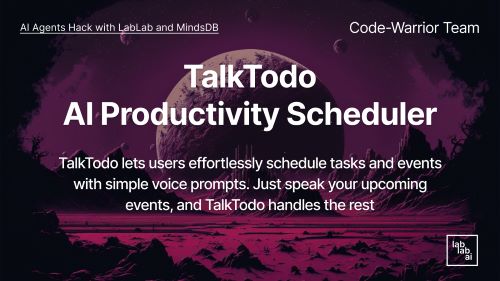 AI Agents Hack with LabLab and MindsDB
Code-Warrior Team
TalkTodo
AI Productivity Scheduler
TalkTodo lets users effortlessly schedule tasks and events
with simple voice prompts. Just speak your upcoming
events, and TalkTodo handles the rest
lab
lab
ai